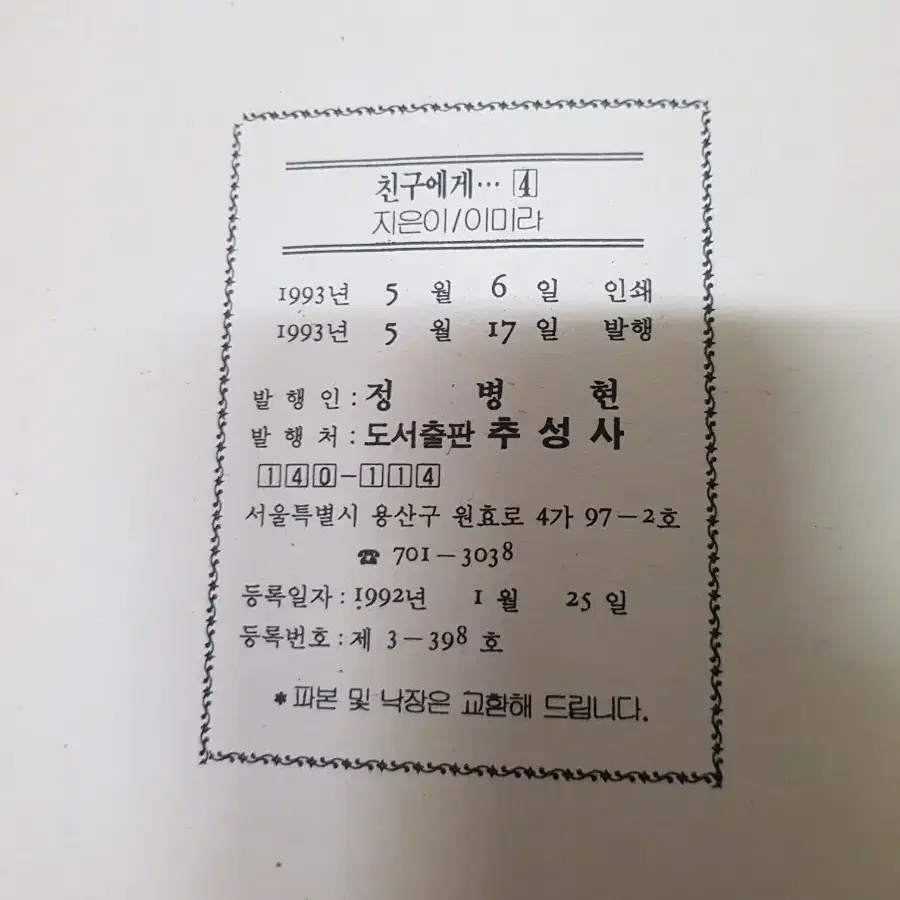 친구에게… 4
지은이/이미라
1993년 5 월 6 일 인쇄
1993년 5 월 17 일 발행
발 행 인 : 정 병 현
발 행 처 : 도서출판 추 성 사
140-114
서울특별시 용산구 원효로 4가 97-2호
☎ 701-3038
등록일자 : 1992년 1 월 25 일
등록번호 : 제 3-398 호
* 파본 및 낙장은 교환해 드립니다.